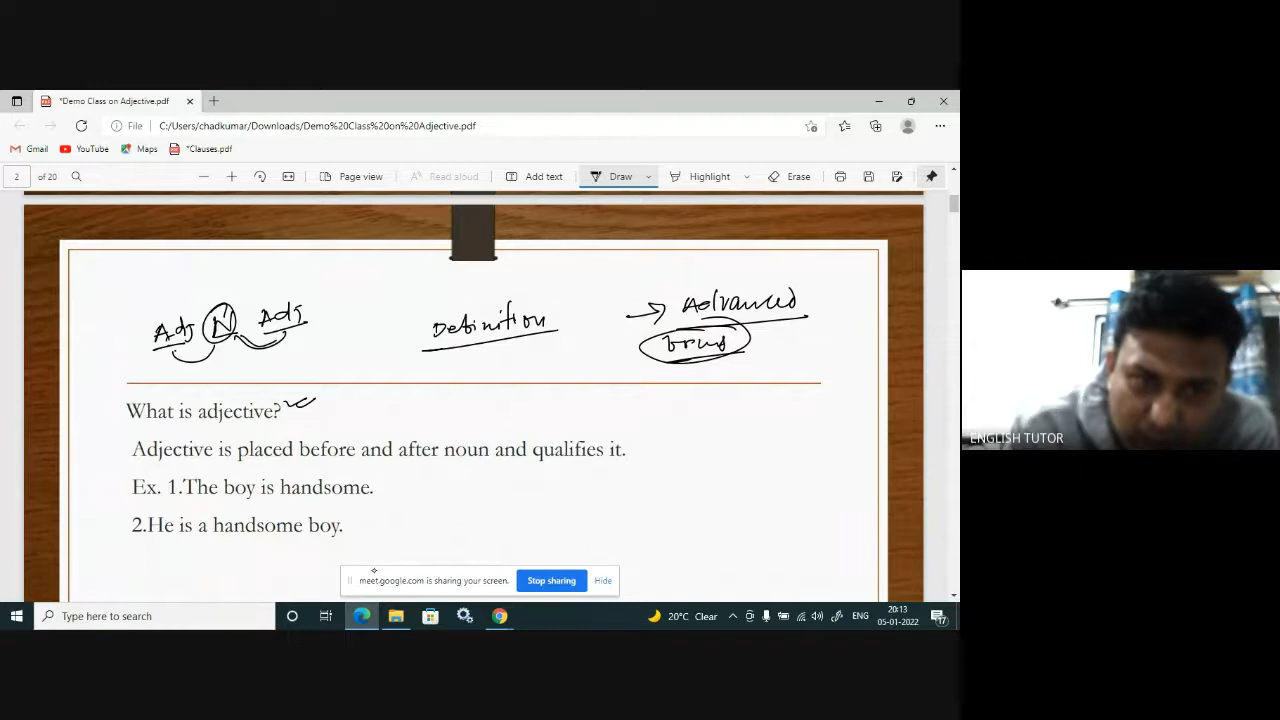 *Demo Class on Adjective.pdf
File C:/Users/chadkumar/Downloads/Demo%20Class%20on%20Adjective.pdf
Gmail YouTube Maps *Clauses.pdf
2 of 20 Page view Read aloud Add text Draw Highlight Erase
Adj N Adj Definition → Advanced
What is adjective?
Adjective is placed before and after noun and qualifies it.
Ex. 1.The boy is handsome.
2.He is a handsome boy.
meet.google.com is sharing your screen. Stop sharing Hide
ENGLISH TUTOR
Type here to search 20°C Clear ENG 20:13
05-01-2022 17